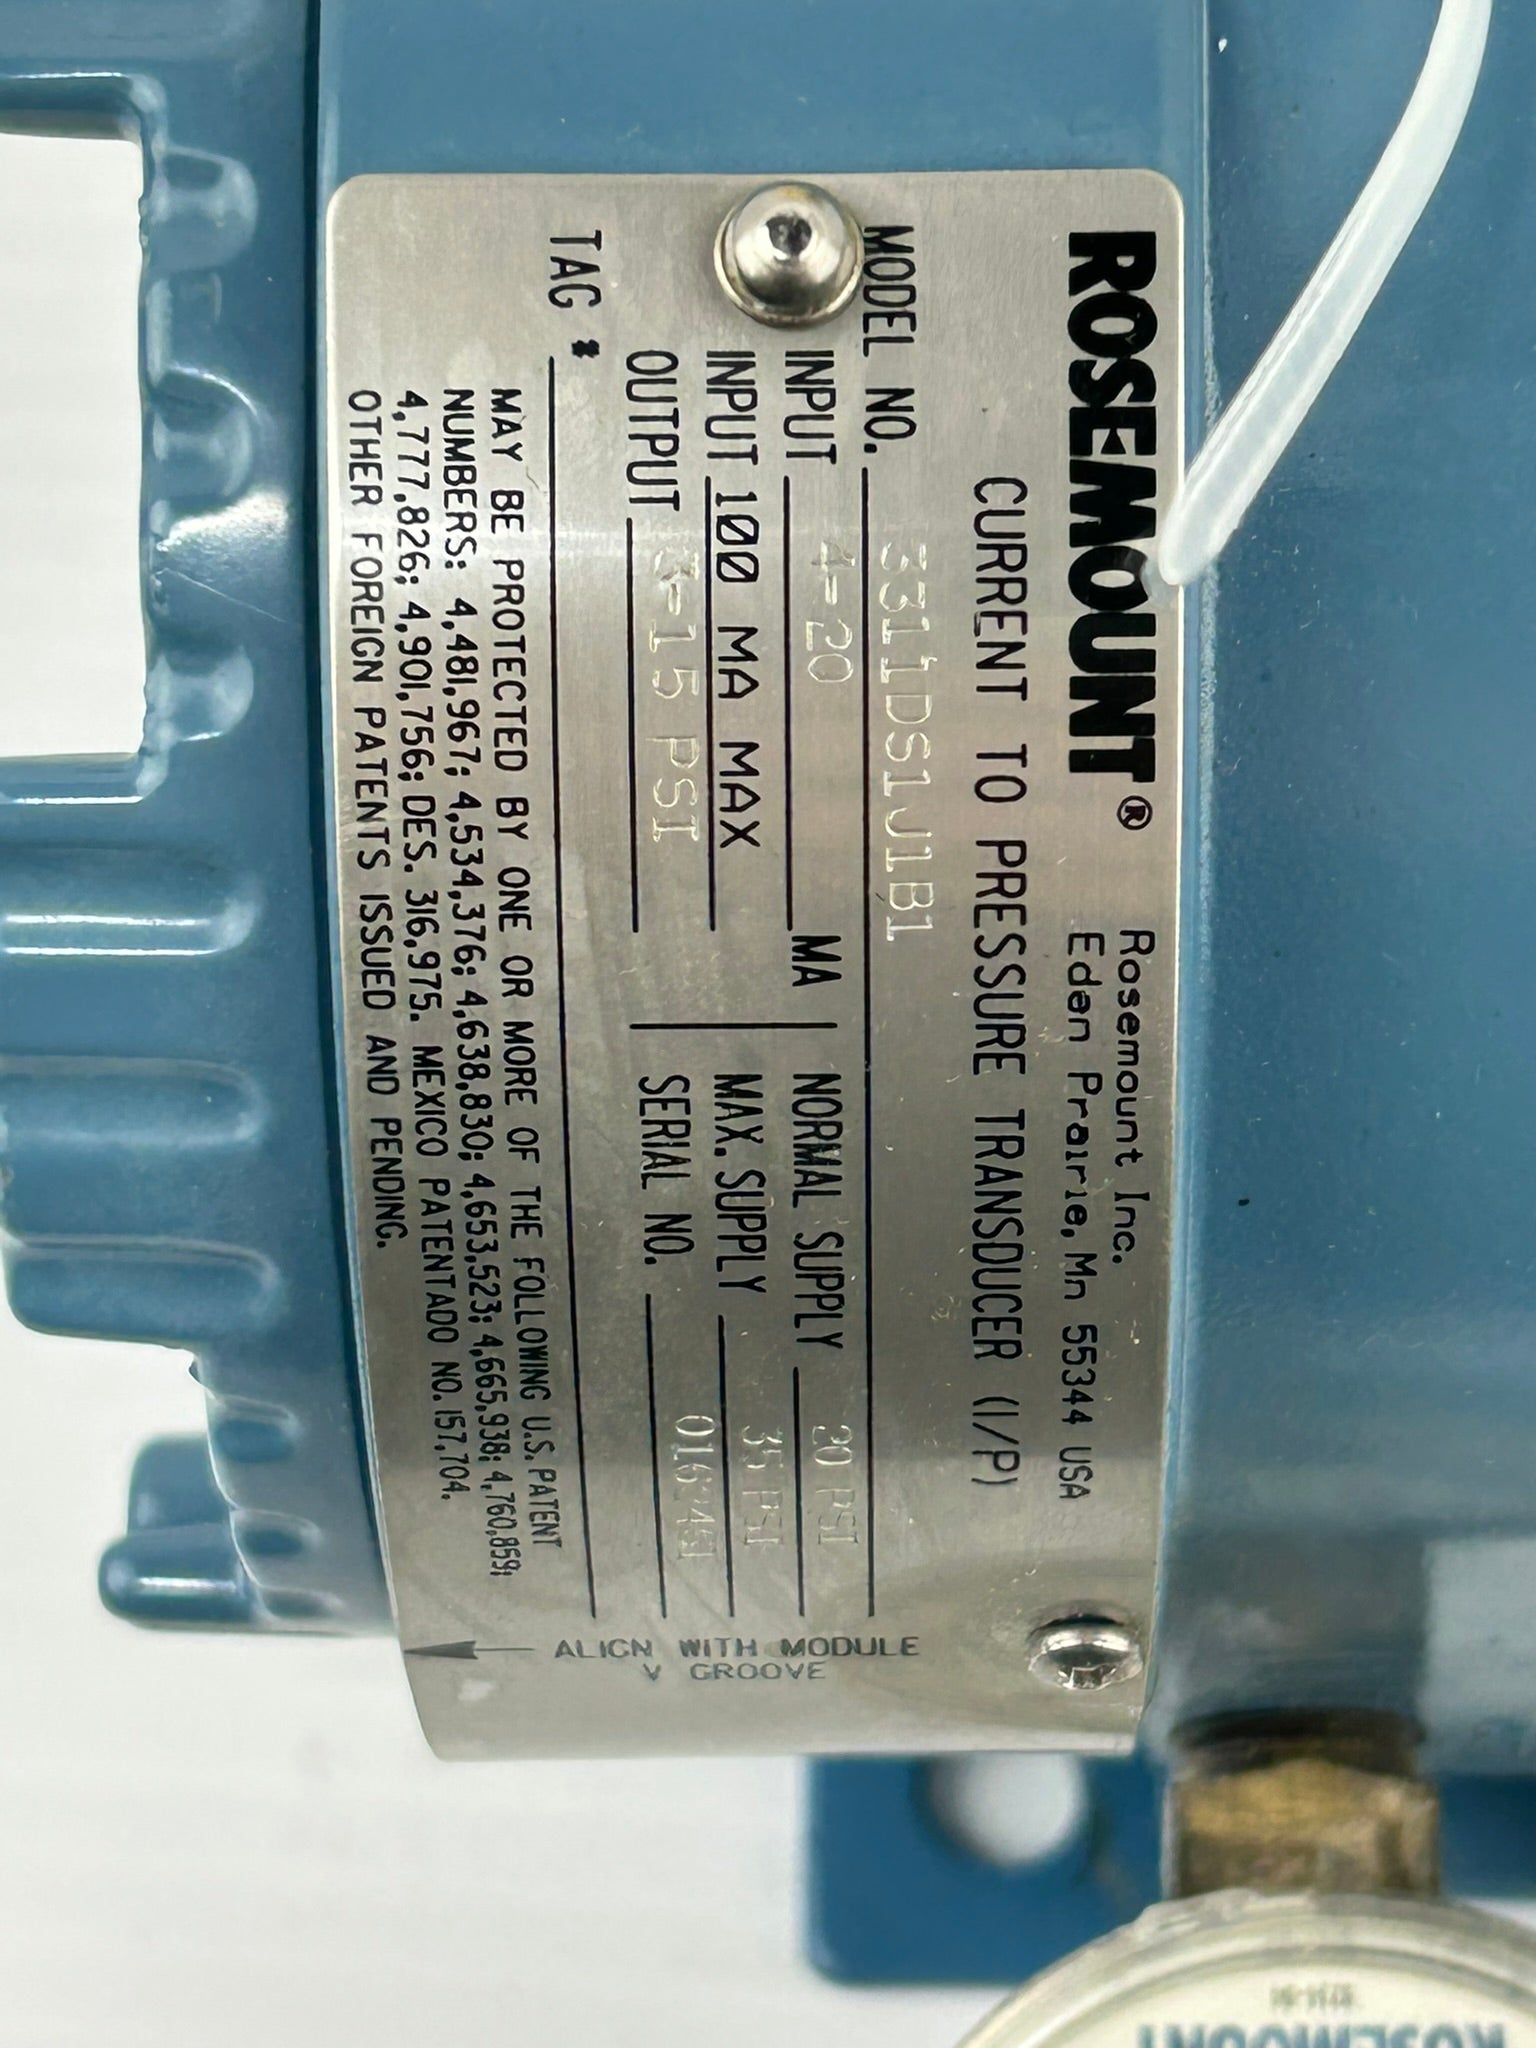 ROSEMOUNT®
Rosemount Inc.
Eden Prairie, Mn 55344 USA
CURRENT TO PRESSURE TRANSDUCER (I/P)
MODEL NO. 3311DS1J1B1
INPUT 4-20 MA
NORMAL SUPPLY 20 PSI
INPUT 100 MA MAX
MAX. SUPPLY 35 PSI
OUTPUT 3-15 PSI
SERIAL NO.
TAG #
MAY BE PROTECTED BY ONE OR MORE OF THE FOLLOWING U.S. PATENT
NUMBERS: 4,481,967; 4,534,376; 4,638,830; 4,653,523; 4,665,938; 4,760,859;
4,777,826; 4,901,756; DES. 316,975. MEXICO PATENTADO NO. 157,704.
OTHER FOREIGN PATENTS ISSUED AND PENDING.
ALIGN WITH MODULE
V GROOVE
ROSEMOUNT